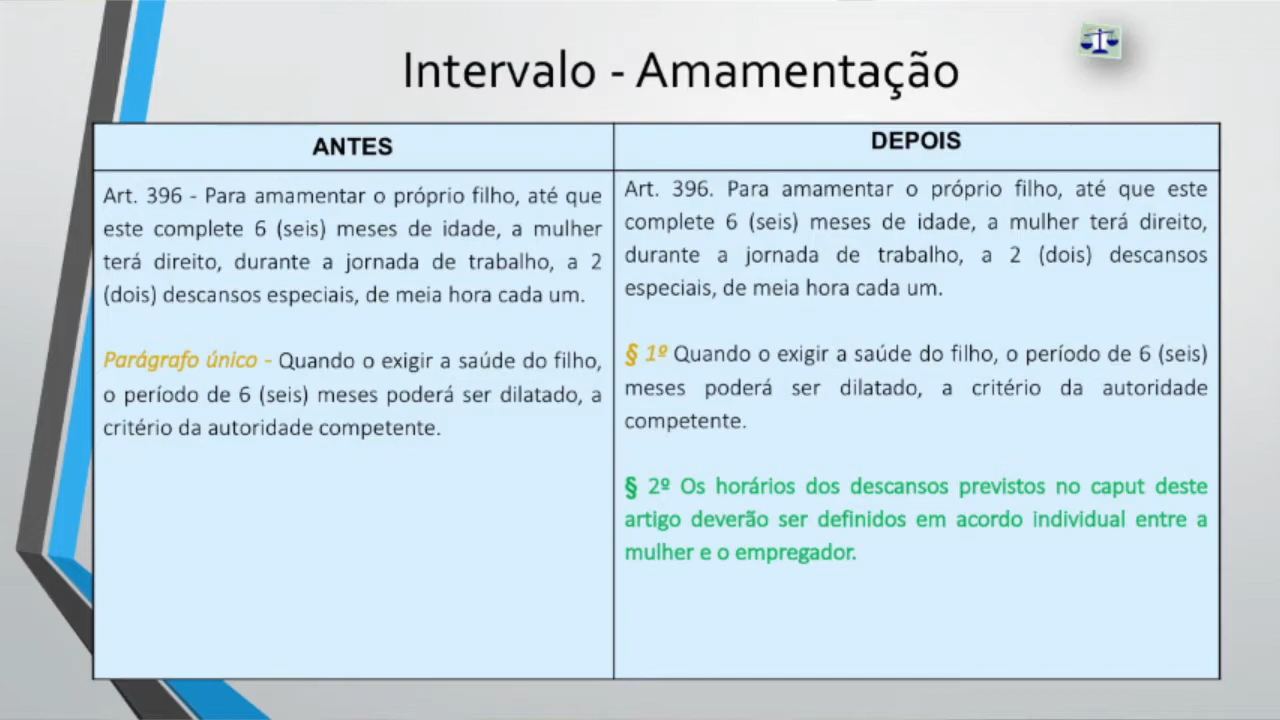 Intervalo - Amamentação
ANTES
Art. 396 - Para amamentar o próprio filho, até que
este complete 6 (seis) meses de idade, a mulher
terá direito, durante a jornada de trabalho, a 2
(dois) descansos especiais, de meia hora cada um.
Parágrafo único - Quando o exigir a saúde do filho,
o período de 6 (seis) meses poderá ser dilatado, a
critério da autoridade competente.
DEPOIS
Art. 396. Para amamentar o próprio filho, até que este
complete 6 (seis) meses de idade, a mulher terá direito,
durante a jornada de trabalho, a 2 (dois) descansos
especiais, de meia hora cada um.
§ 1º Quando o exigir a saúde do filho, o período de 6 (seis)
meses poderá ser dilatado, a critério da autoridade
competente.
§ 2º Os horários dos descansos previstos no caput deste
artigo deverão ser definidos em acordo individual entre a
mulher e o empregador.